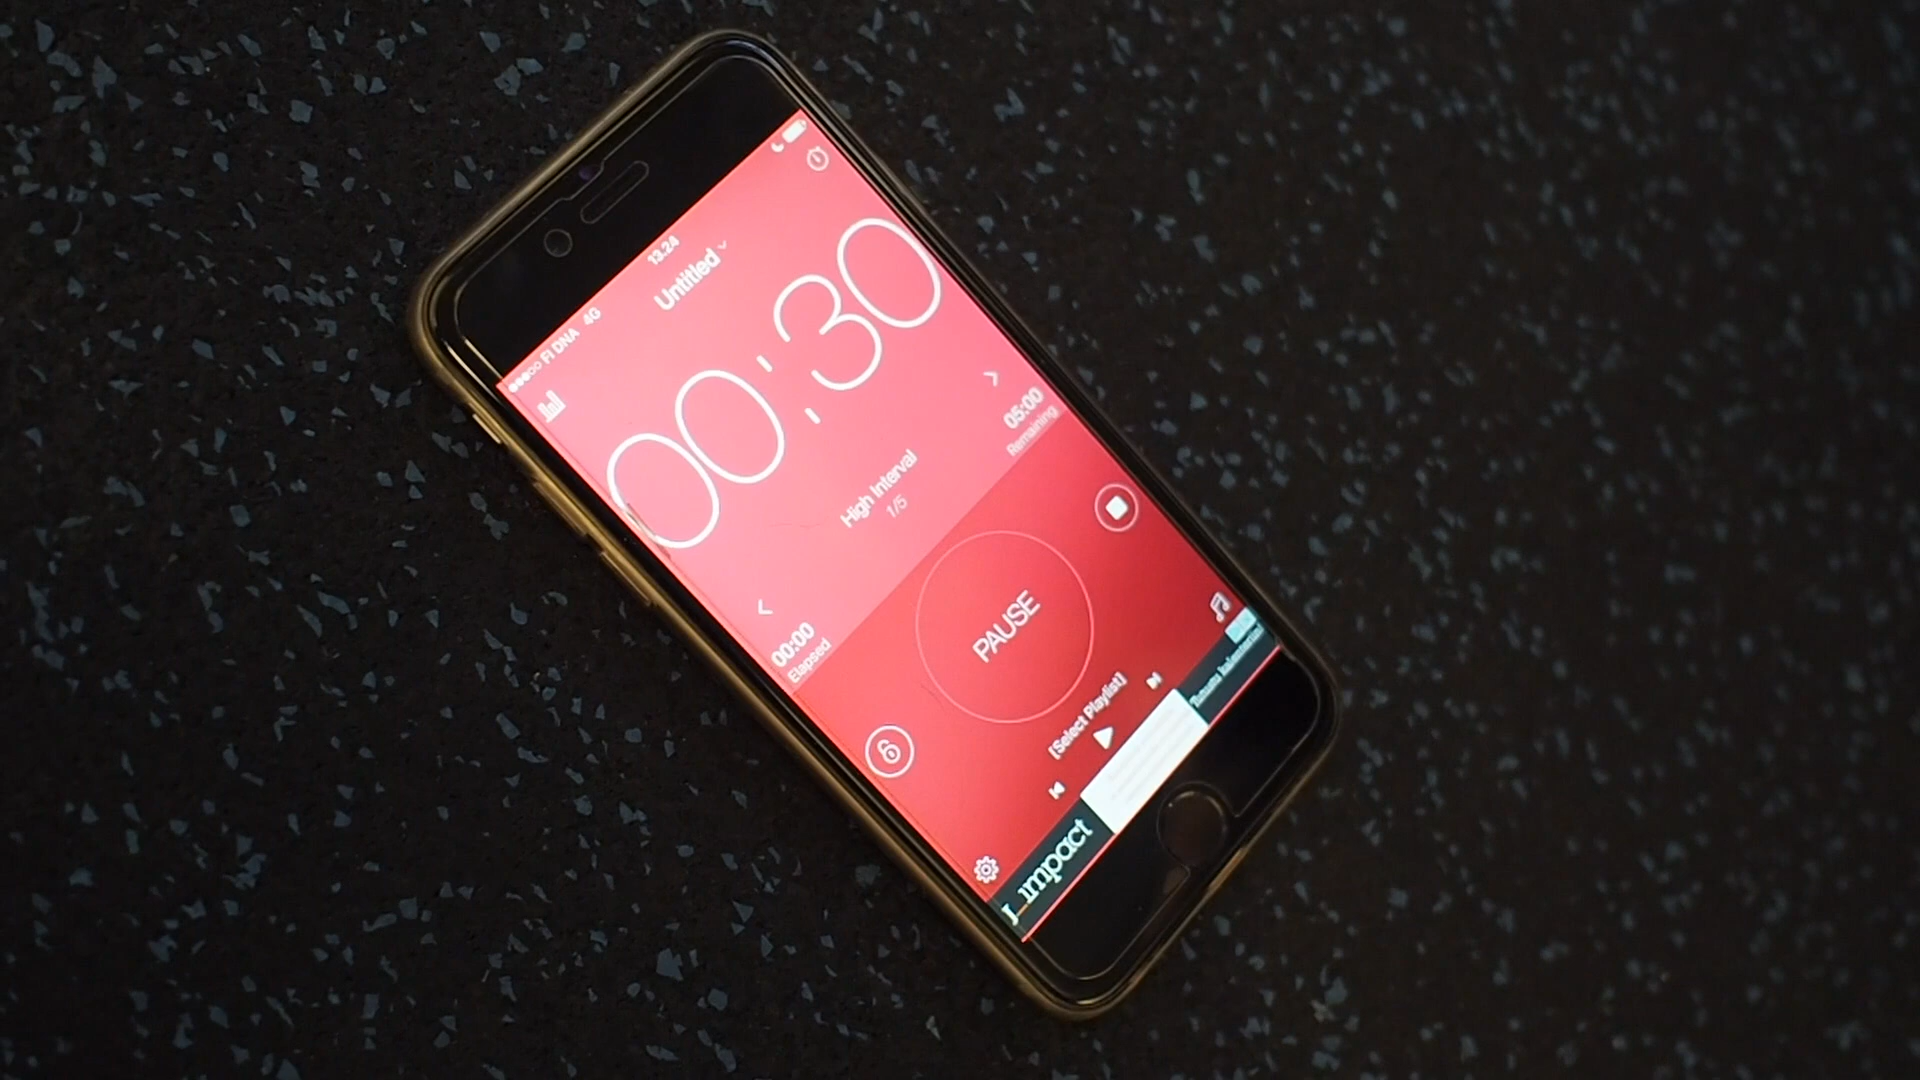 FI DNA 4G 13.24
Untitled
00:30
High Interval
1/5
00:00
Elapsed
05:00
Remaining
PAUSE
[Select Playlist]
impact